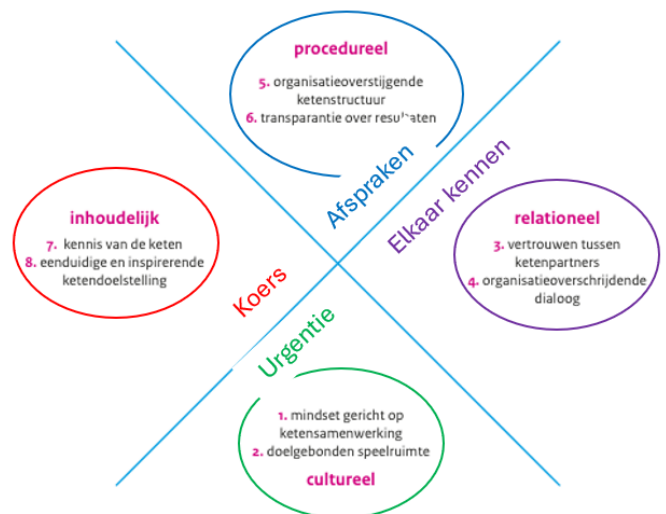 procedureel
5. organisatieoverstijgende
ketenstructuur
6. transparantie over resultaten
Afspraken
Elkaar kennen
inhoudelijk
7. kennis van de keten
8. eenduidige en inspirerende
ketendoelstelling
relationeel
3. vertrouwen tussen
ketenpartners
4. organisatieoverschrijdende
dialoog
Koers
Urgentie
1. mindset gericht op
ketensamenwerking
2. doelgebonden speelruimte
cultureel